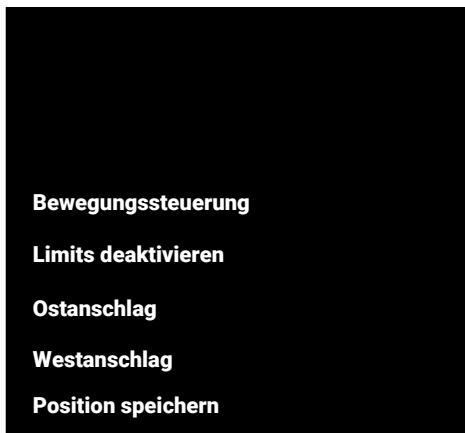 Bewegungssteuerung
Limits deaktivieren
Ostanschlag
Westanschlag
Position speichern